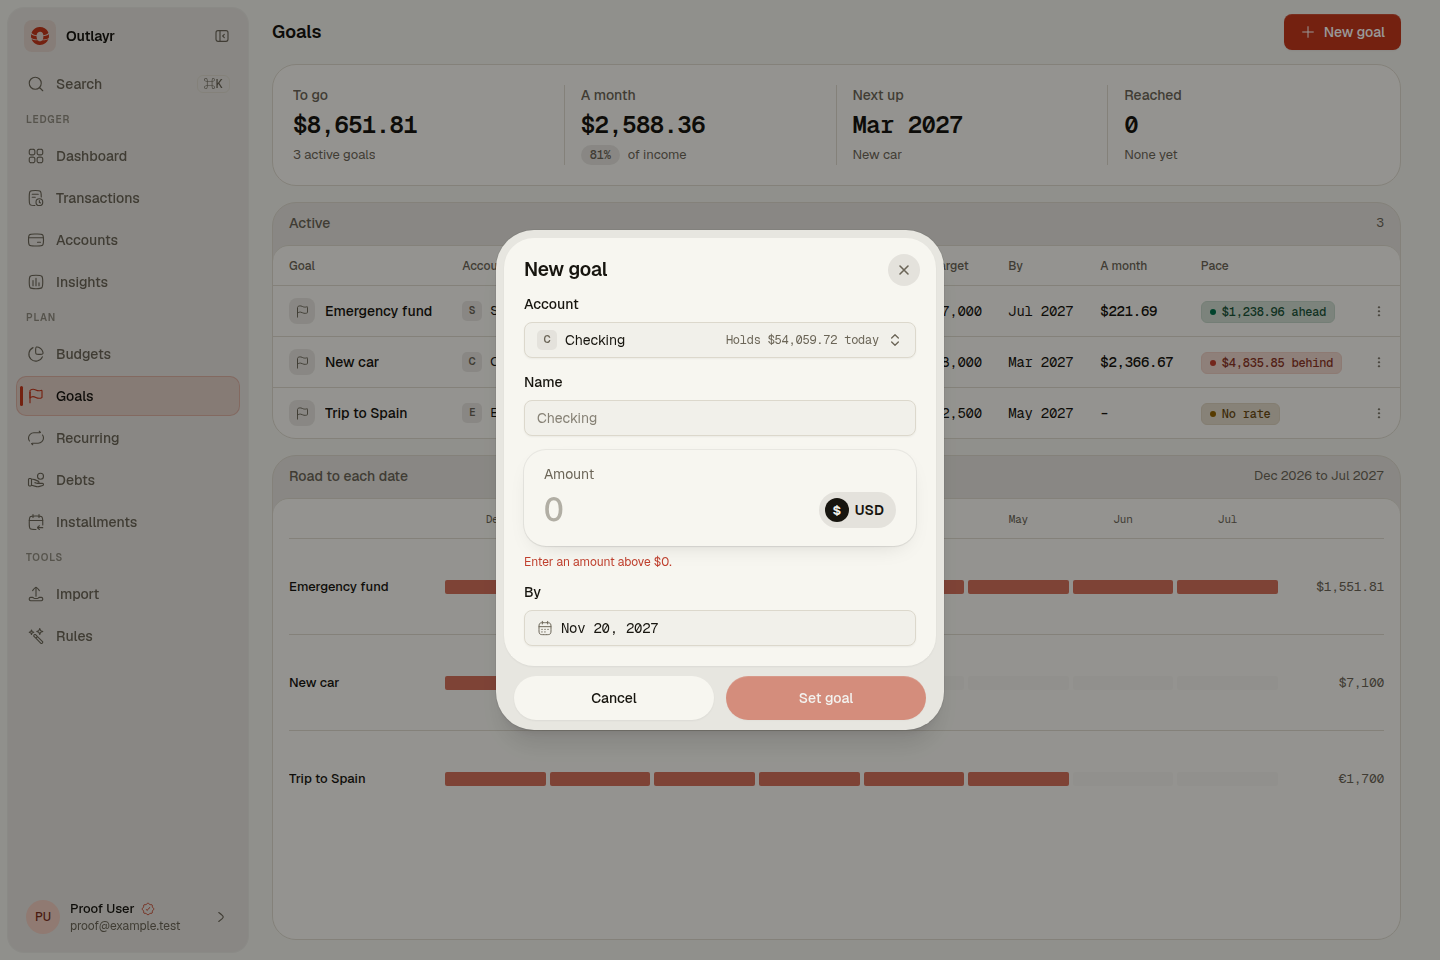 Outlayr
Search
⌘K
LEDGER
Dashboard
Transactions
Accounts
Insights
PLAN
Budgets
Goals
Recurring
Debts
Installments
TOOLS
Import
Rules
PU
Proof User
proof@example.test
Goals
New goal
To go
$8,651.81
3 active goals
A month
$2,588.36
81% of income
Next up
Mar 2027
New car
Reached
0
None yet
Active 3
Goal By A month Pace
Emergency fund S 7,000 Jul 2027 $221.69 $1,238.96 ahead
New car C 8,000 Mar 2027 $2,366.67 $4,835.85 behind
Trip to Spain E 2,500 May 2027 – No rate
Road to each date Dec 2026 to Jul 2027
May Jun Jul
Emergency fund $1,551.81
New car $7,100
Trip to Spain €1,700
New goal
Account
C Checking Holds $54,059.72 today
Name
Checking
Amount
0 $ USD
Enter an amount above $0.
By
Nov 20, 2027
Cancel Set goal